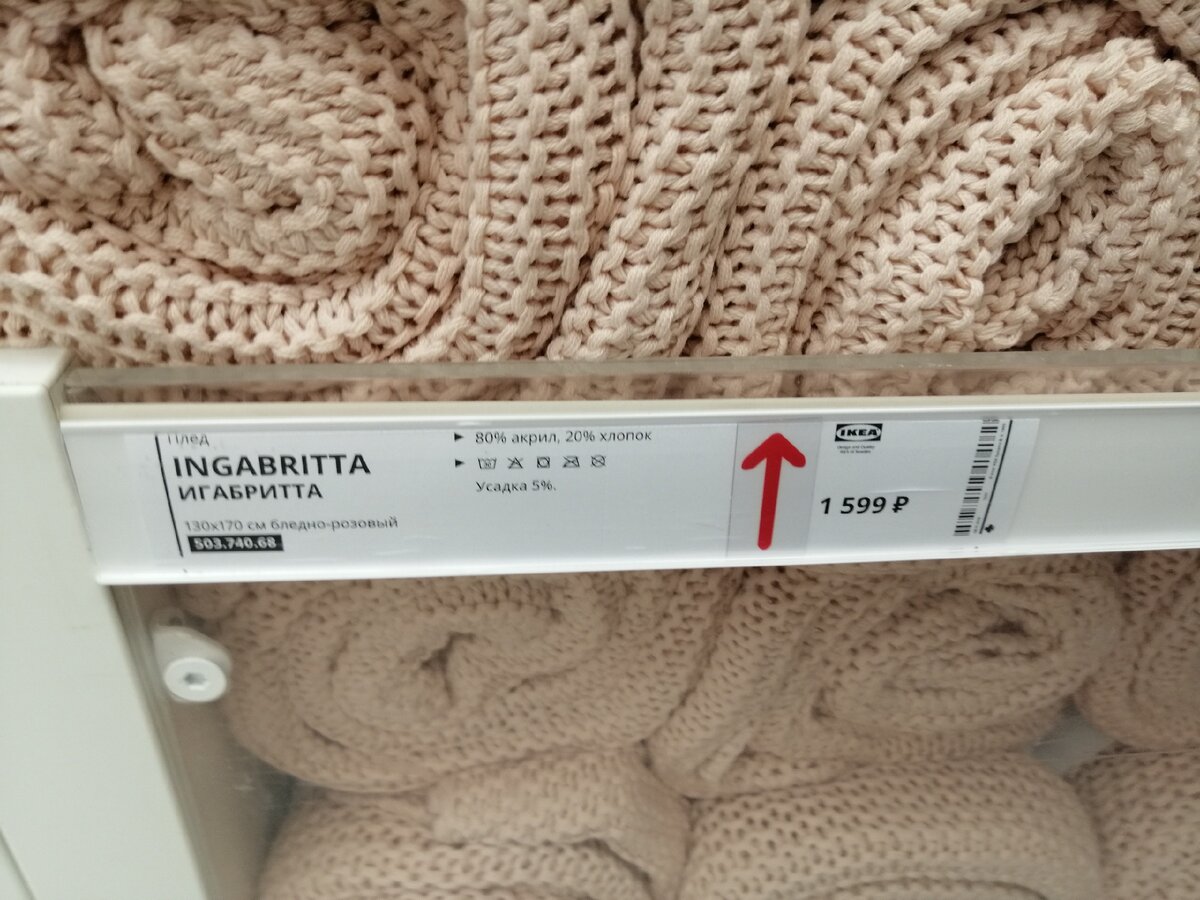 Плед
INGABRITTA
ИГАБРИТТА
130x170 см бледно-розовый
503.740.68
80% акрил, 20% хлопок
Усадка 5%.
IKEA
1 599 ₽